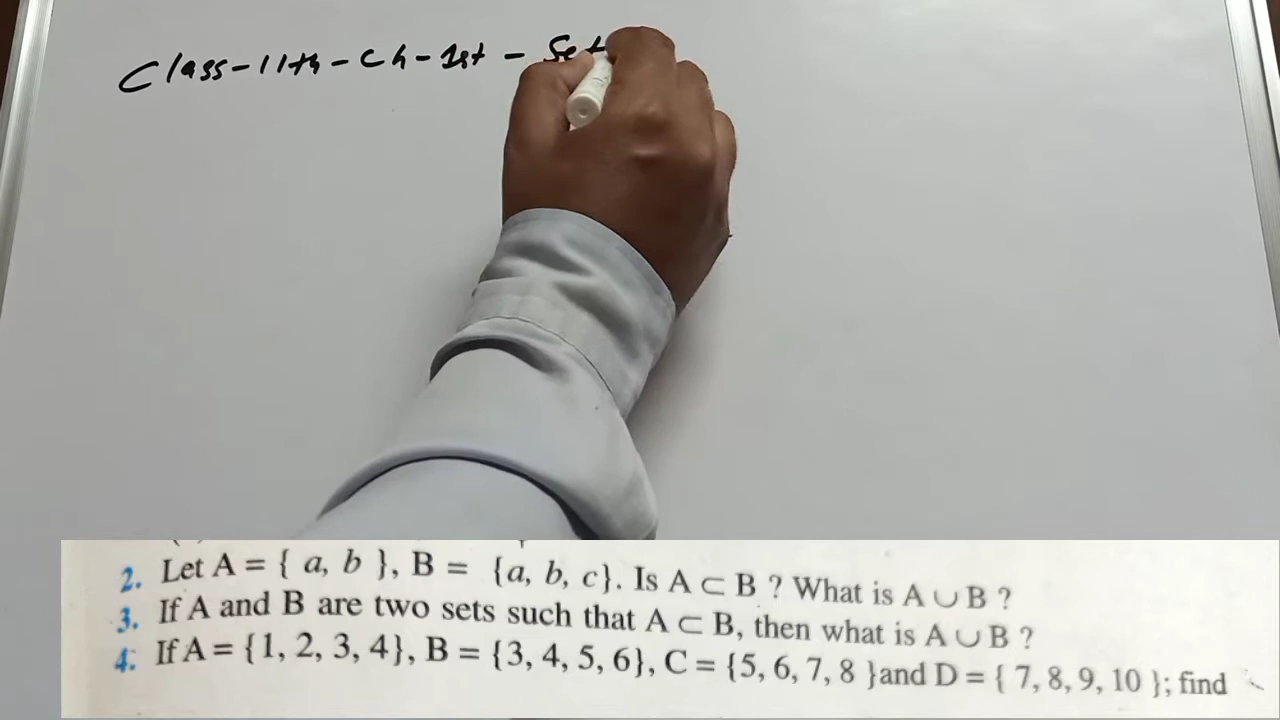 Class-11th-Ch-1st - Set
2. Let A = { a, b }, B = {a, b, c}. Is A ⊂ B ? What is A ∪ B ?
3. If A and B are two sets such that A ⊂ B, then what is A ∪ B ?
4. If A = {1, 2, 3, 4}, B = {3, 4, 5, 6}, C = {5, 6, 7, 8 }and D = { 7, 8, 9, 10 }; find